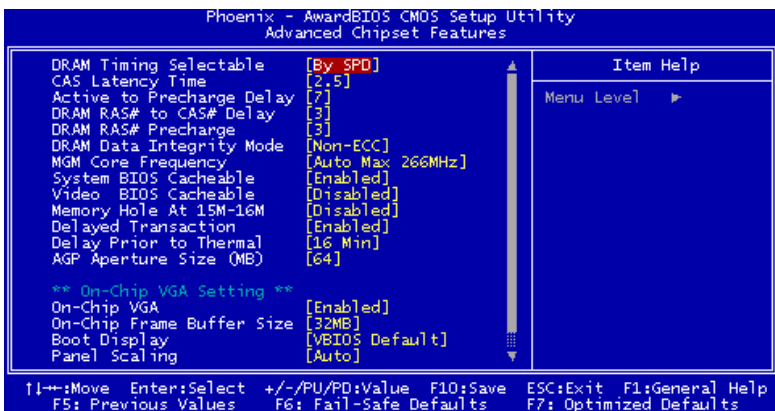 Phoenix - AwardBIOS CMOS Setup Utility
Advanced Chipset Features
DRAM Timing Selectable [By SPD]
CAS Latency Time [2.5]
Active to Precharge Delay [7]
DRAM RAS# to CAS# Delay [3]
DRAM RAS# Precharge [3]
DRAM Data Integrity Mode [Non-ECC]
MGM Core Frequency [Auto Max 266MHz]
System BIOS Cacheable [Enabled]
Video BIOS Cacheable [Disabled]
Memory Hole At 15M-16M [Disabled]
Delayed Transaction [Enabled]
Delay Prior to Thermal [16 Min]
AGP Aperture Size (MB) [64]
** On-Chip VGA Setting **
On-Chip VGA [Enabled]
On-Chip Frame Buffer Size [32MB]
Boot Display [VBIOS Default]
Panel Scaling [Auto]
Item Help
Menu Level ►
↑↓→←:Move Enter:Select +/-/PU/PD:Value F10:Save ESC:Exit F1:General Help
F5: Previous Values F6: Fail-Safe Defaults F7: Optimized Defaults